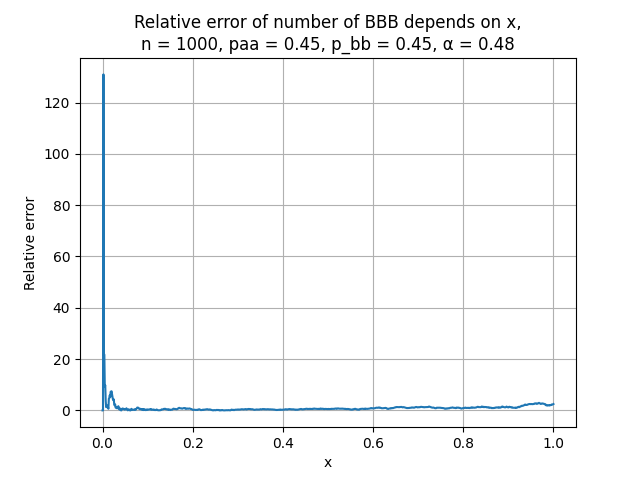 Relative error of number of BBB depends on x,
n = 1000, paa = 0.45, p_bb = 0.45, α = 0.48
Relative error
120
100
80
60
40
20
0
0.0 0.2 0.4 0.6 0.8 1.0
x